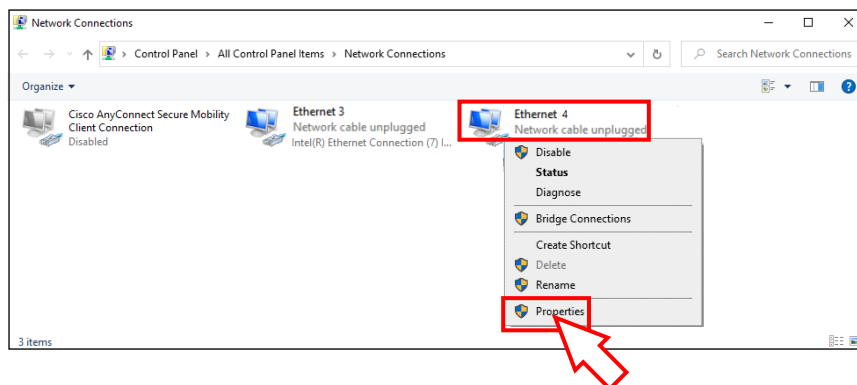 Network Connections
Control Panel > All Control Panel Items > Network Connections
Search Network Connections
Organize
Cisco AnyConnect Secure Mobility
Client Connection
Disabled
Ethernet 3
Network cable unplugged
Intel(R) Ethernet Connection (7) I...
Ethernet 4
Network cable unplugged
Disable
Status
Diagnose
Bridge Connections
Create Shortcut
Delete
Rename
Properties
3 items